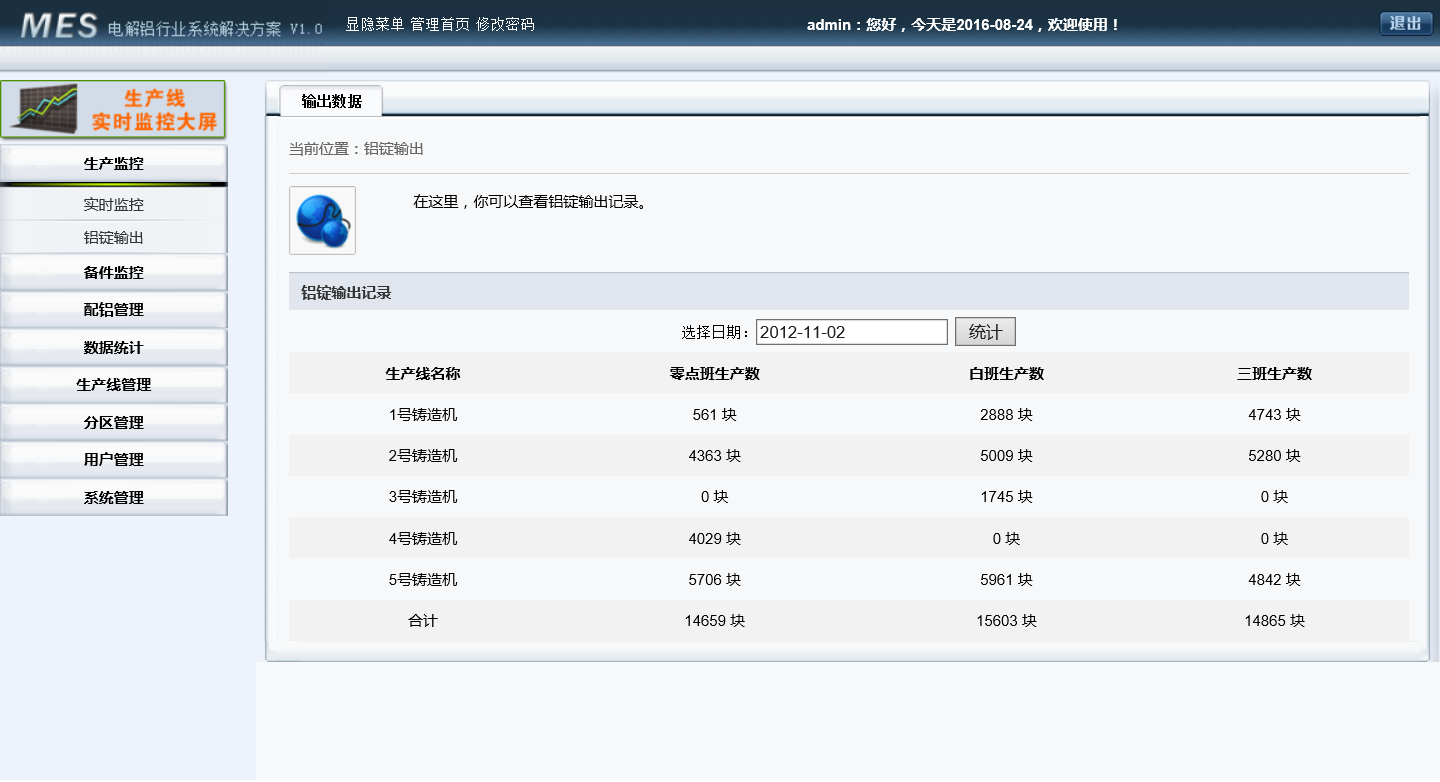 MES 电解铝行业系统解决方案 V1.0 显隐菜单 管理首页 修改密码 admin：您好，今天是2016-08-24，欢迎使用！ 退出
生产线
实时监控大屏
生产监控
实时监控
铝锭输出
备件监控
配铝管理
数据统计
生产线管理
分区管理
用户管理
系统管理
输出数据
当前位置：铝锭输出
在这里，你可以查看铝锭输出记录。
铝锭输出记录
选择日期： 2012-11-02 统计
生产线名称 零点班生产数 白班生产数 三班生产数
1号铸造机 561 块 2888 块 4743 块
2号铸造机 4363 块 5009 块 5280 块
3号铸造机 0 块 1745 块 0 块
4号铸造机 4029 块 0 块 0 块
5号铸造机 5706 块 5961 块 4842 块
合计 14659 块 15603 块 14865 块